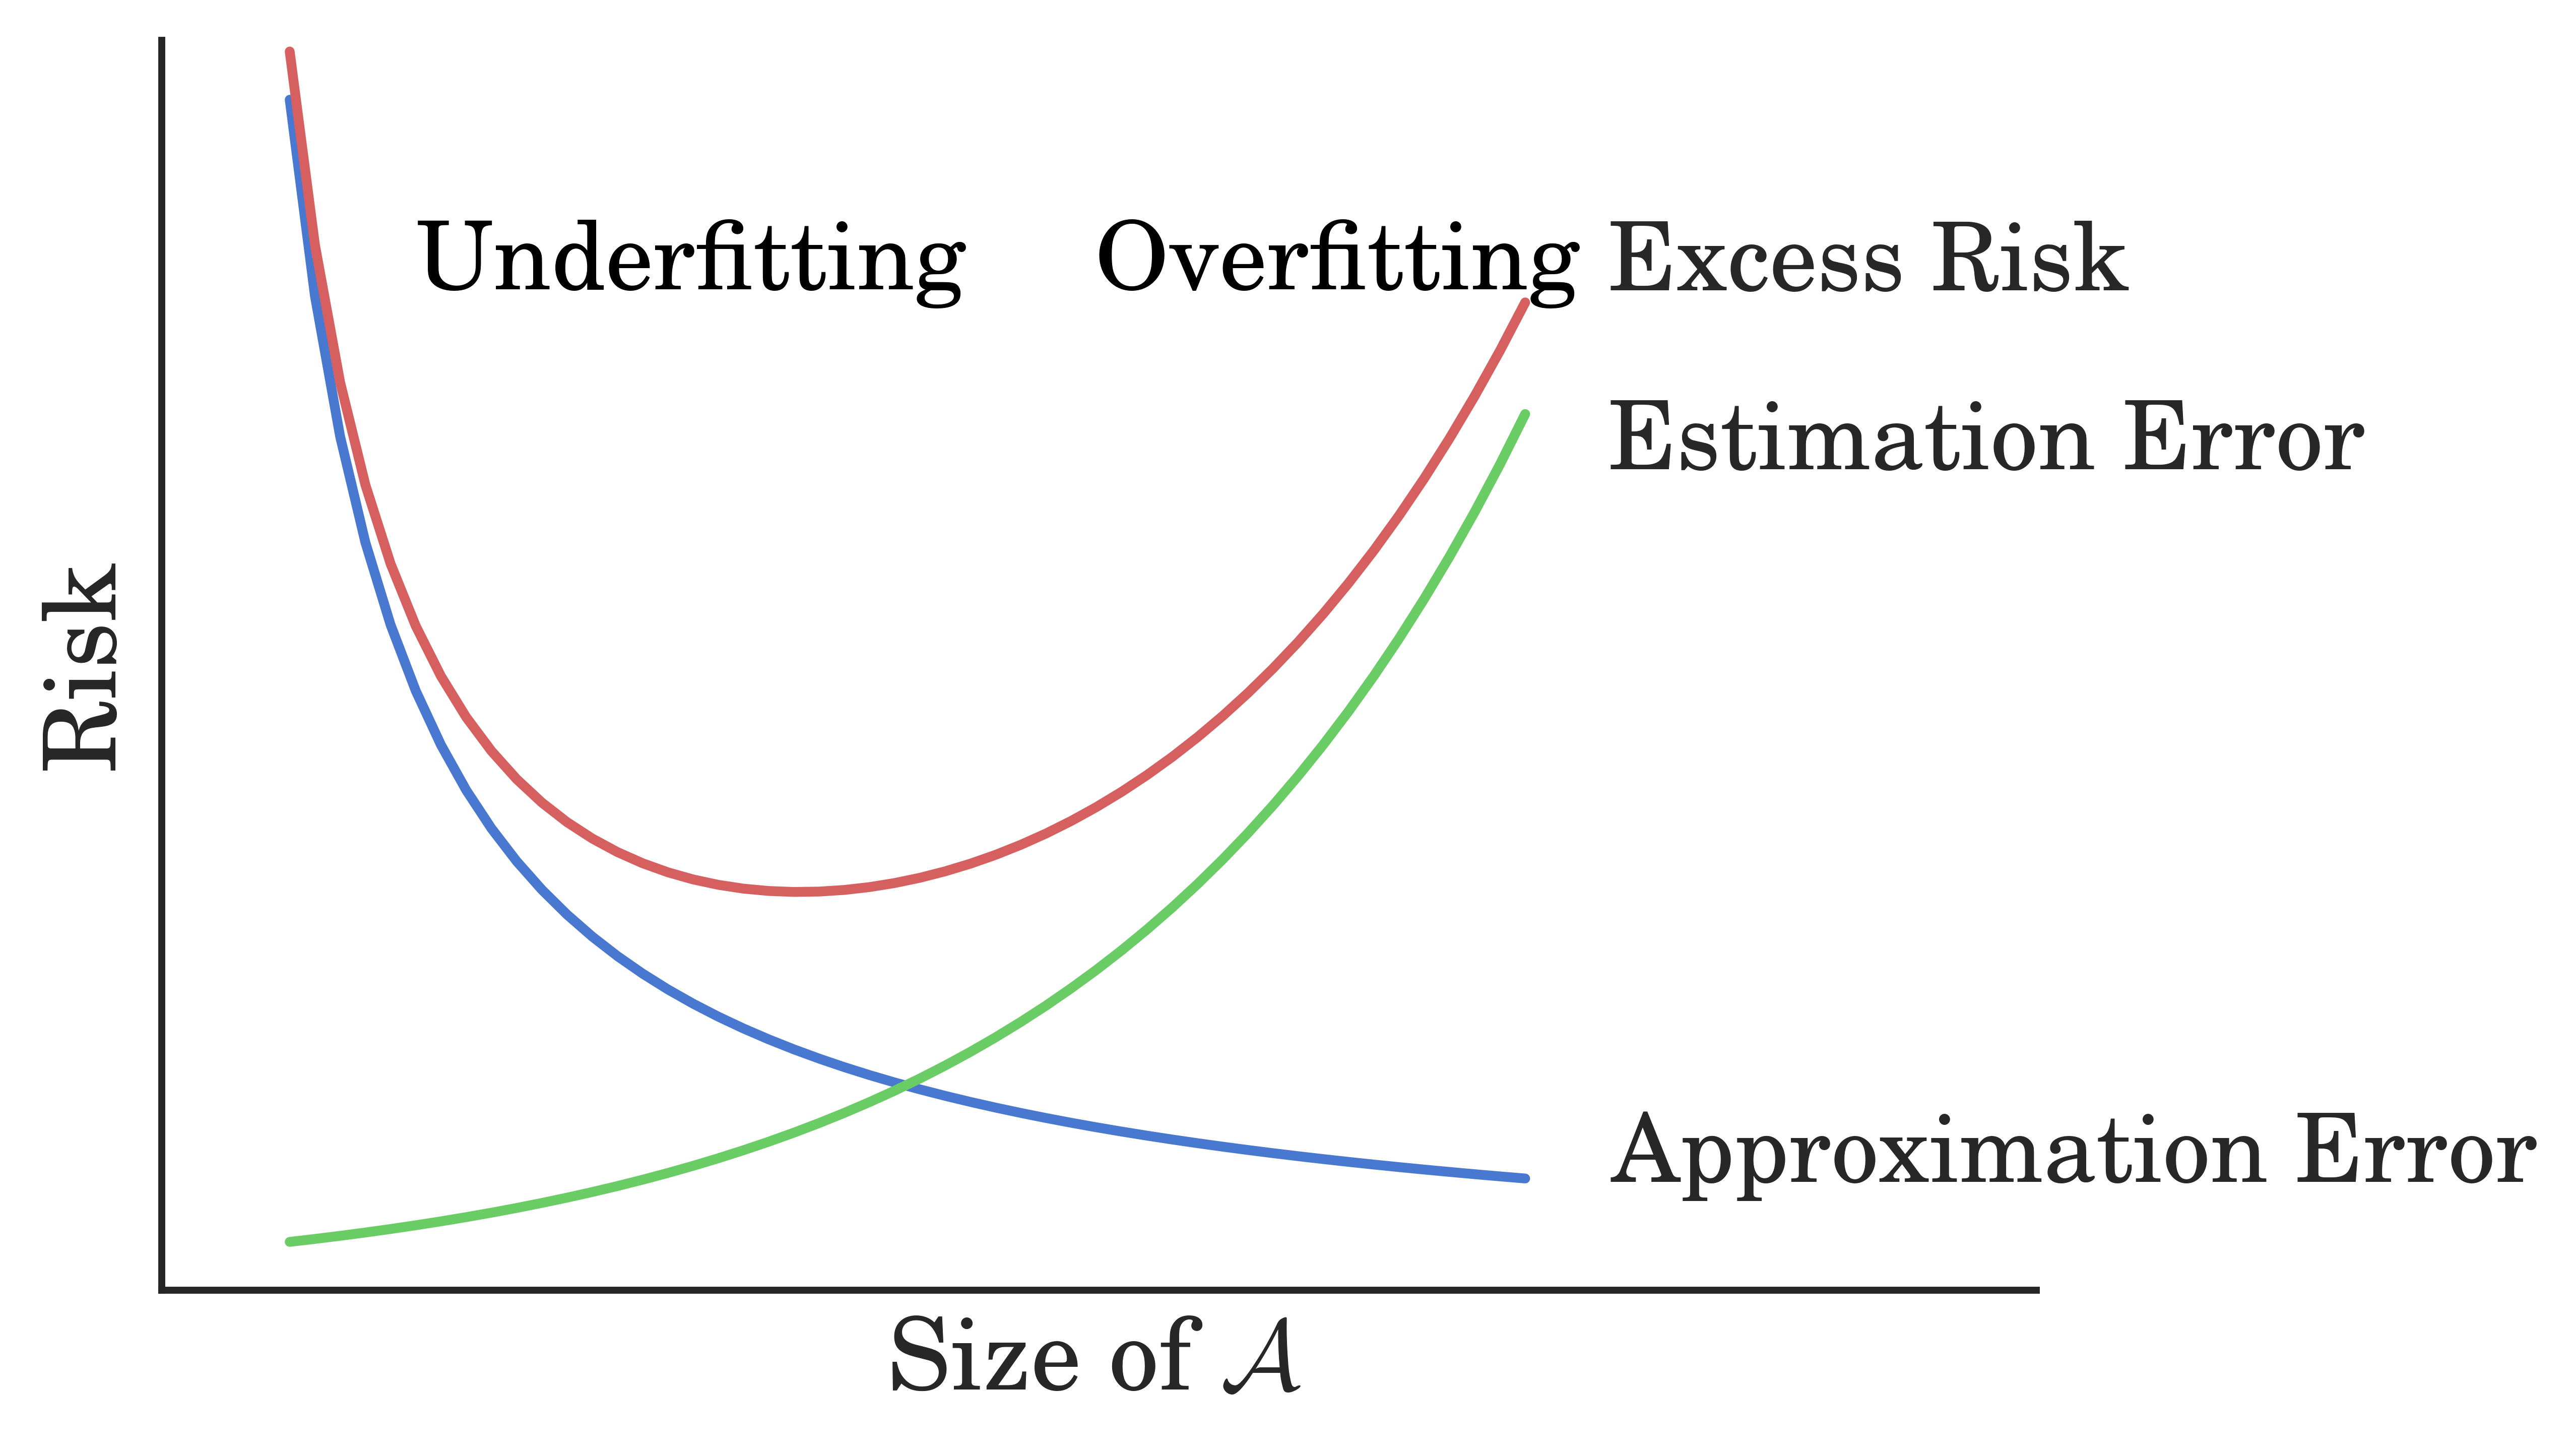 Underfitting
Overfitting
Excess Risk
Estimation Error
Risk
Approximation Error
Size of 𝒜